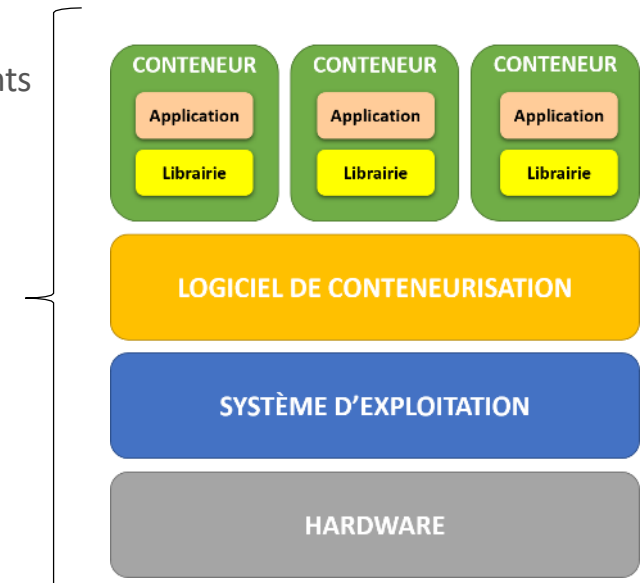 CONTENEUR CONTENEUR CONTENEUR
Application Application Application
Librairie Librairie Librairie
LOGICIEL DE CONTENEURISATION
SYSTÈME D’EXPLOITATION
HARDWARE